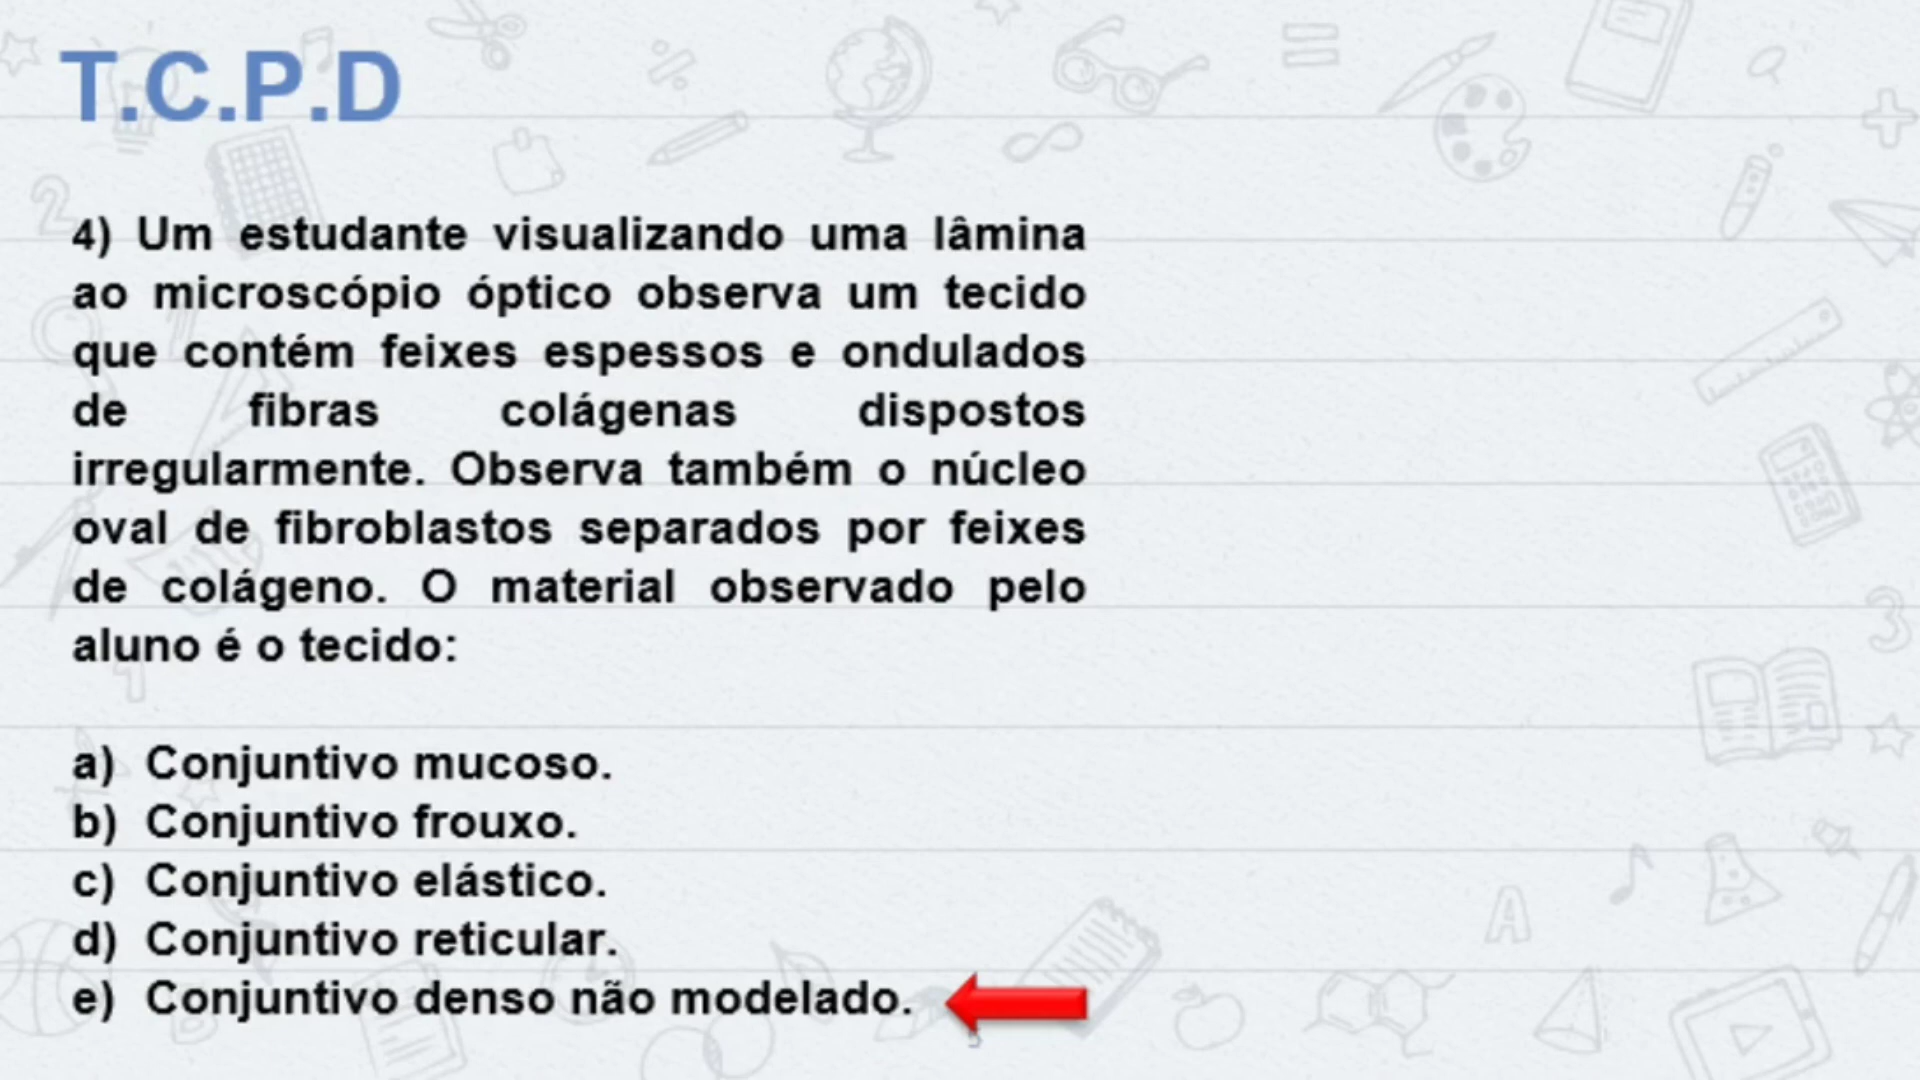 T.C.P.D
4) Um estudante visualizando uma lâmina
ao microscópio óptico observa um tecido
que contém feixes espessos e ondulados
de fibras colágenas dispostos
irregularmente. Observa também o núcleo
oval de fibroblastos separados por feixes
de colágeno. O material observado pelo
aluno é o tecido:
a) Conjuntivo mucoso.
b) Conjuntivo frouxo.
c) Conjuntivo elástico.
d) Conjuntivo reticular.
e) Conjuntivo denso não modelado.